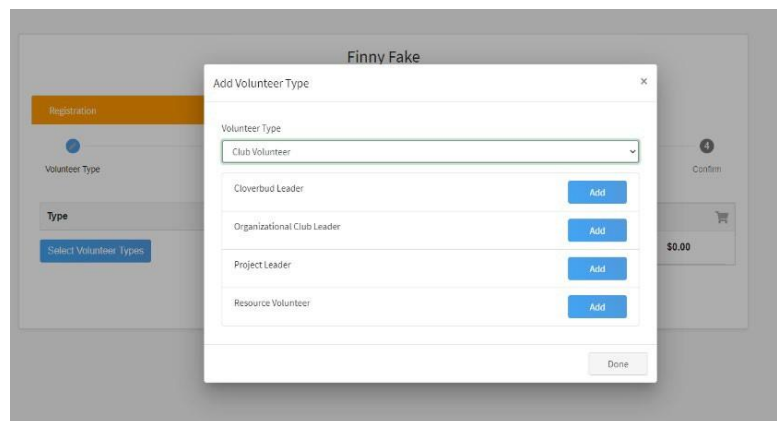 Finny Fake
Add Volunteer Type ×
Registration
Volunteer Type
Club Volunteer
Volunteer Type
4
Confirm
Cloverbud Leader Add
Organizational Club Leader Add
Project Leader Add
Resource Volunteer Add
Type
Select Volunteer Types
$0.00
Done